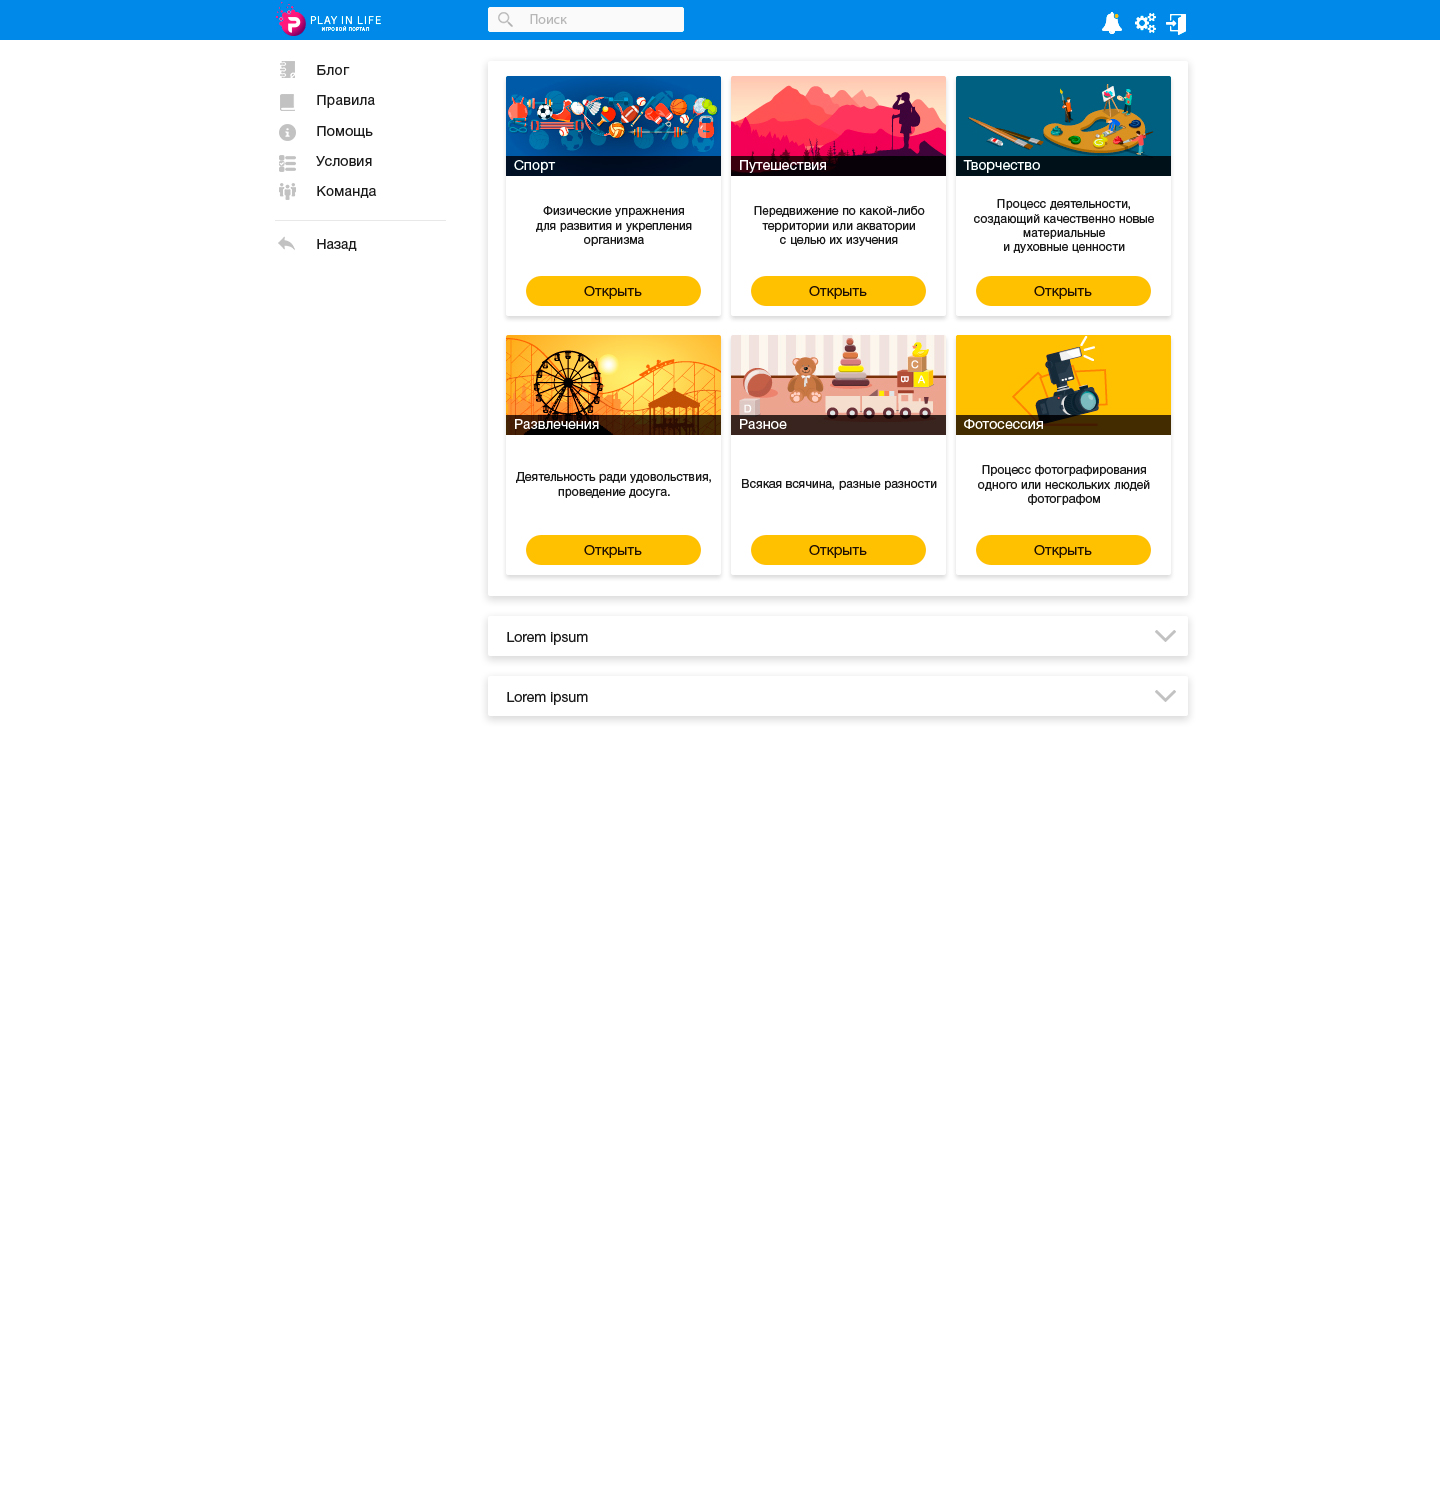 PLAY IN LIFE
ИГРОВОЙ ПОРТАЛ
Поиск
Блог
Правила
Помощь
Условия
Команда
Назад
Спорт
Физические упражнения
для развития и укрепления
организма
Открыть
Путешествия
Передвижение по какой-либо
территории или акватории
с целью их изучения
Открыть
Творчество
Процесс деятельности,
создающий качественно новые
материальные
и духовные ценности
Открыть
Развлечения
Деятельность ради удовольствия,
проведение досуга.
Открыть
C
B
A
D
Разное
Всякая всячина, разные разности
Открыть
Фотосессия
Процесс фотографирования
одного или нескольких людей
фотографом
Открыть
Lorem ipsum
Lorem ipsum